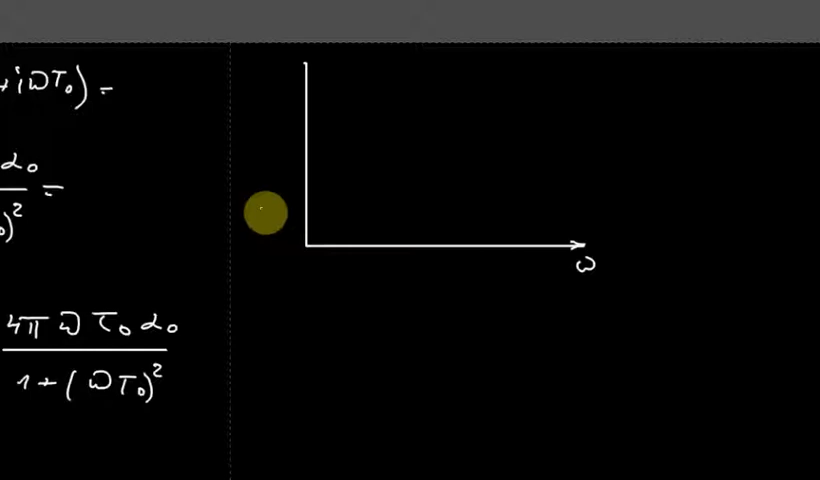 +iωτ₀) =
α₀ =
)²
4π ω τ₀ α₀
1+(ωτ₀)²
ω